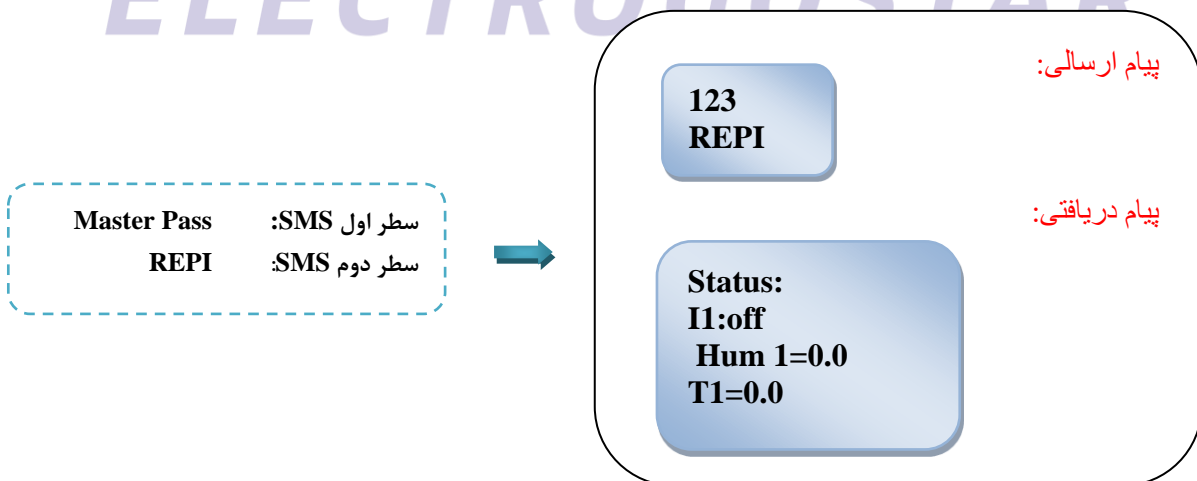 ELECTRODOSTAR
پیام ارسالی:
123
REPI
سطر اول SMS: Master Pass
سطر دوم SMS: REPI
پیام دریافتی:
Status:
I1:off
Hum 1=0.0
T1=0.0